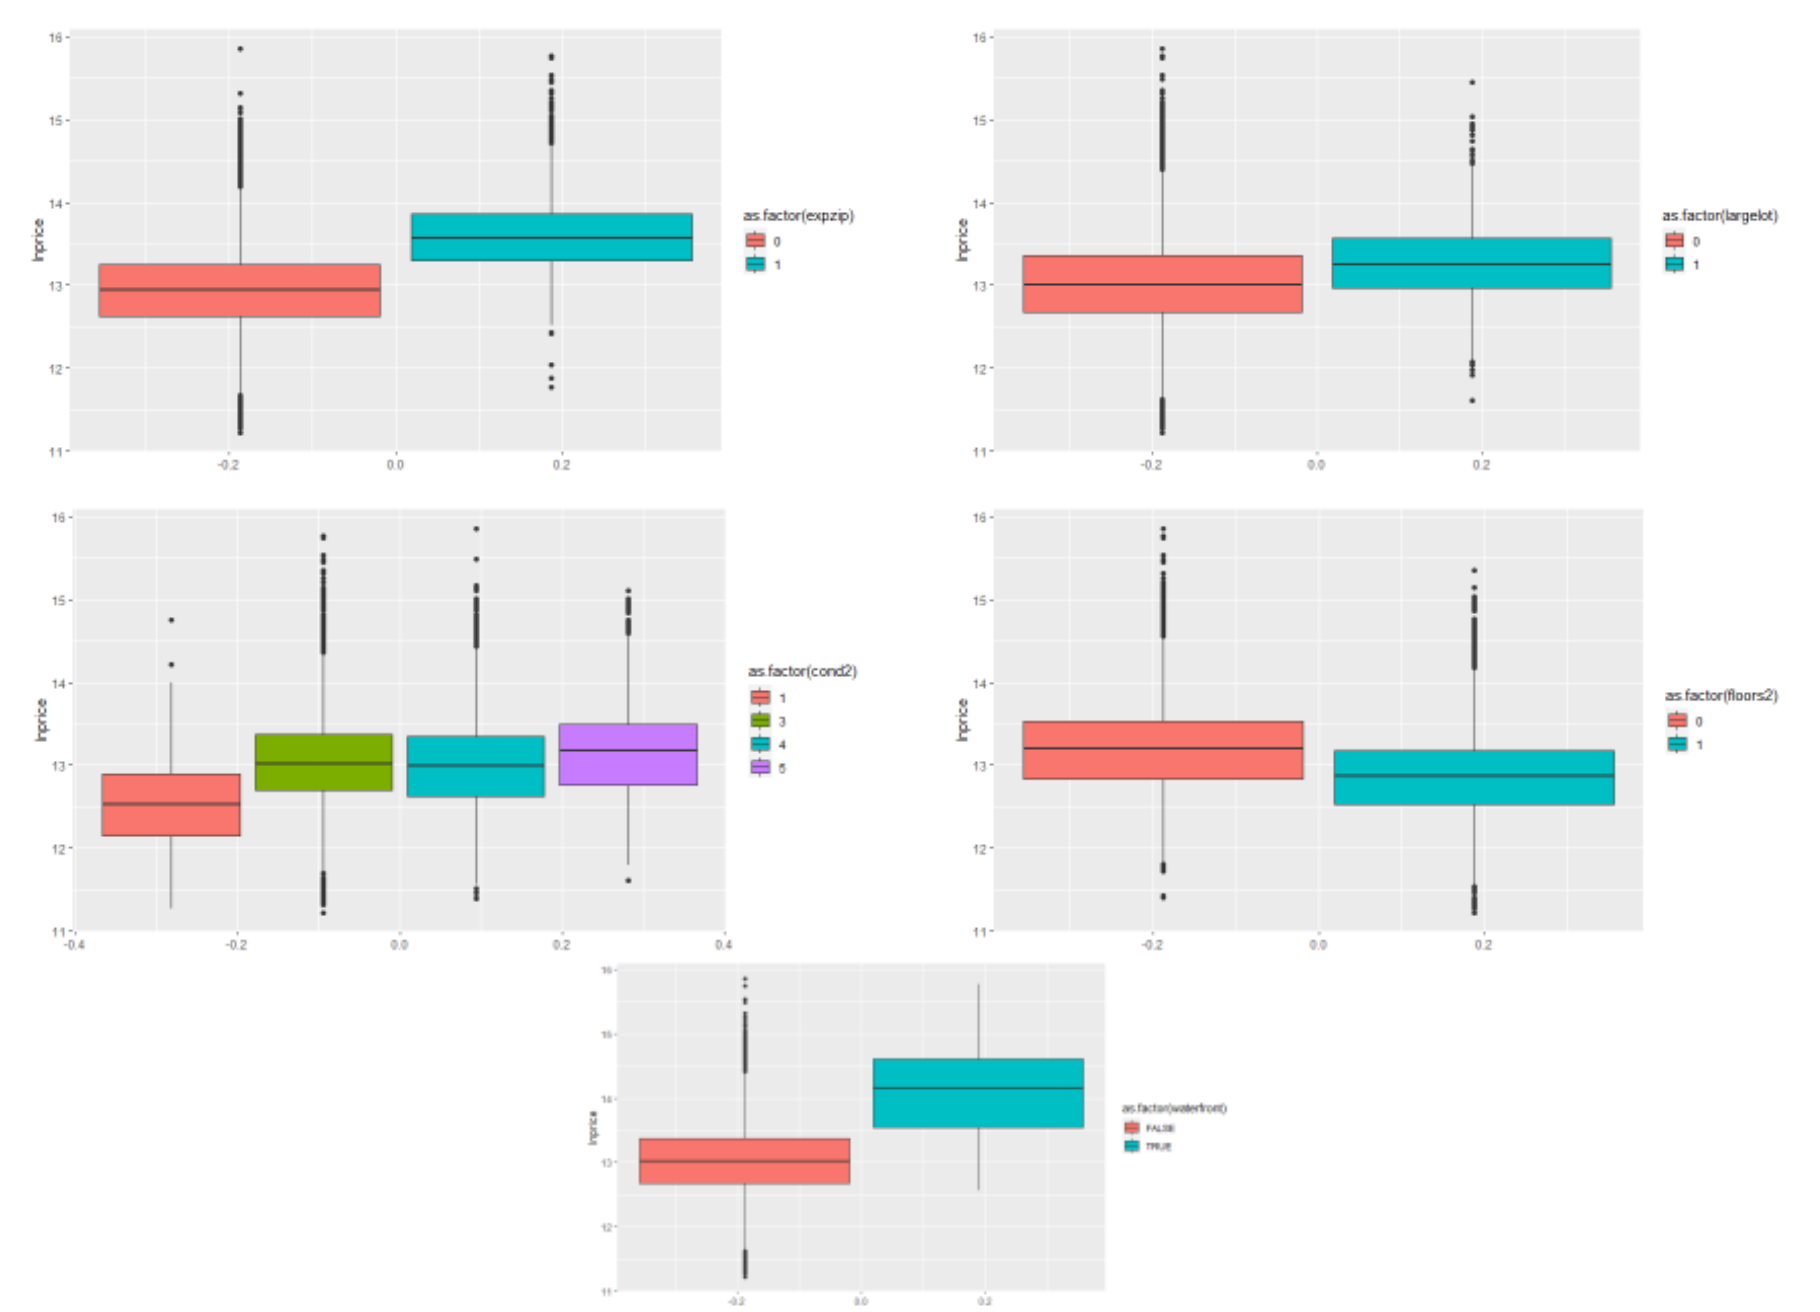 16
15
14
13
12
11
lnprice
-0.2 0.0 0.2
as.factor(expzip)
0
1
16
15
14
13
12
11
lnprice
-0.2 0.0 0.2
as.factor(largelot)
0
1
16
15
14
13
12
11
lnprice
-0.4 -0.2 0.0 0.2 0.4
as.factor(cond2)
1
3
4
5
16
15
14
13
12
11
lnprice
-0.2 0.0 0.2
as.factor(floors2)
0
1
16
15
14
13
12
11
lnprice
-0.2 0.0 0.2
as.factor(waterfront)
FALSE
TRUE